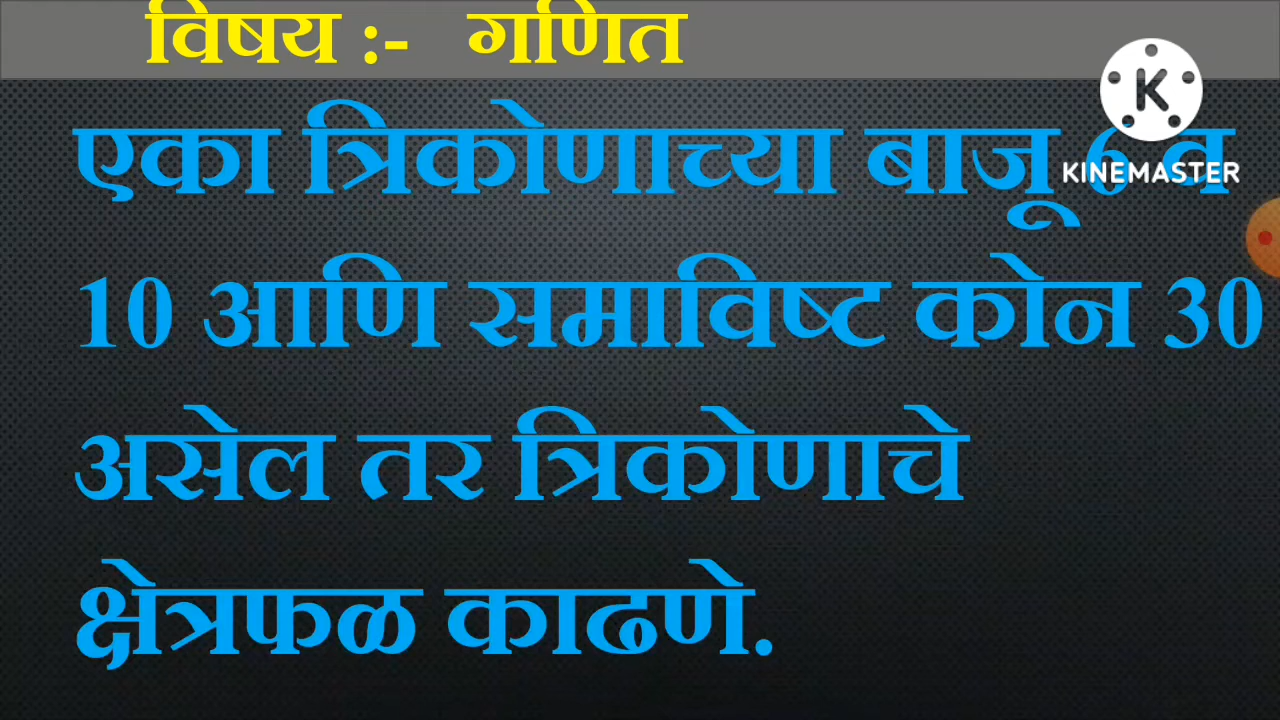 विषय :- गणित
एका त्रिकोणाच्या बाजू 6 व
K
KINEMASTER
10 आणि समाविष्ट कोन 30
असेल तर त्रिकोणाचे
क्षेत्रफळ काढणे.